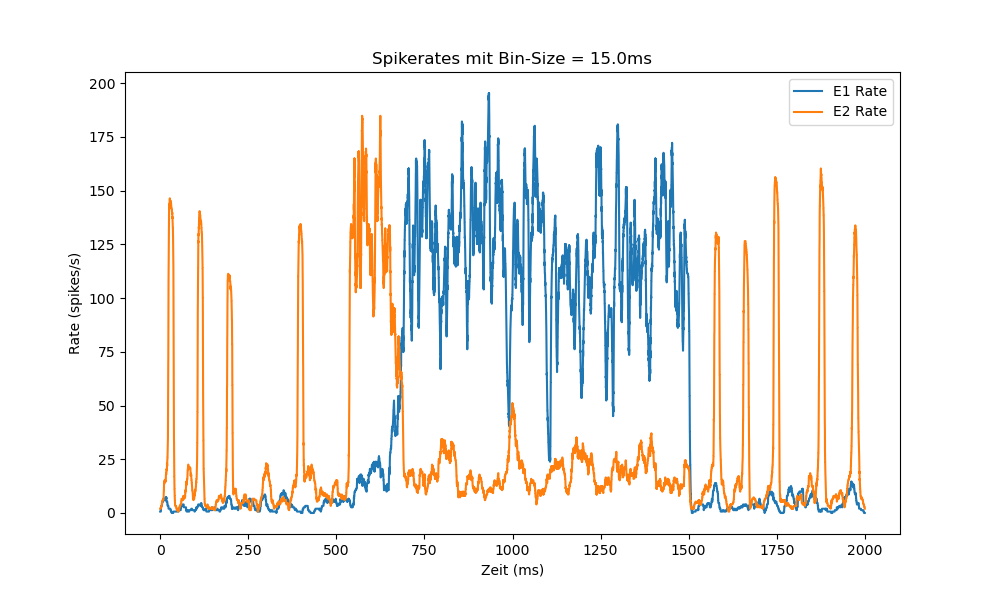 Spikerates mit Bin-Size = 15.0ms
E1 Rate
E2 Rate
200
175
150
125
100
75
50
25
0
Rate (spikes/s)
0 250 500 750 1000 1250 1500 1750 2000
Zeit (ms)